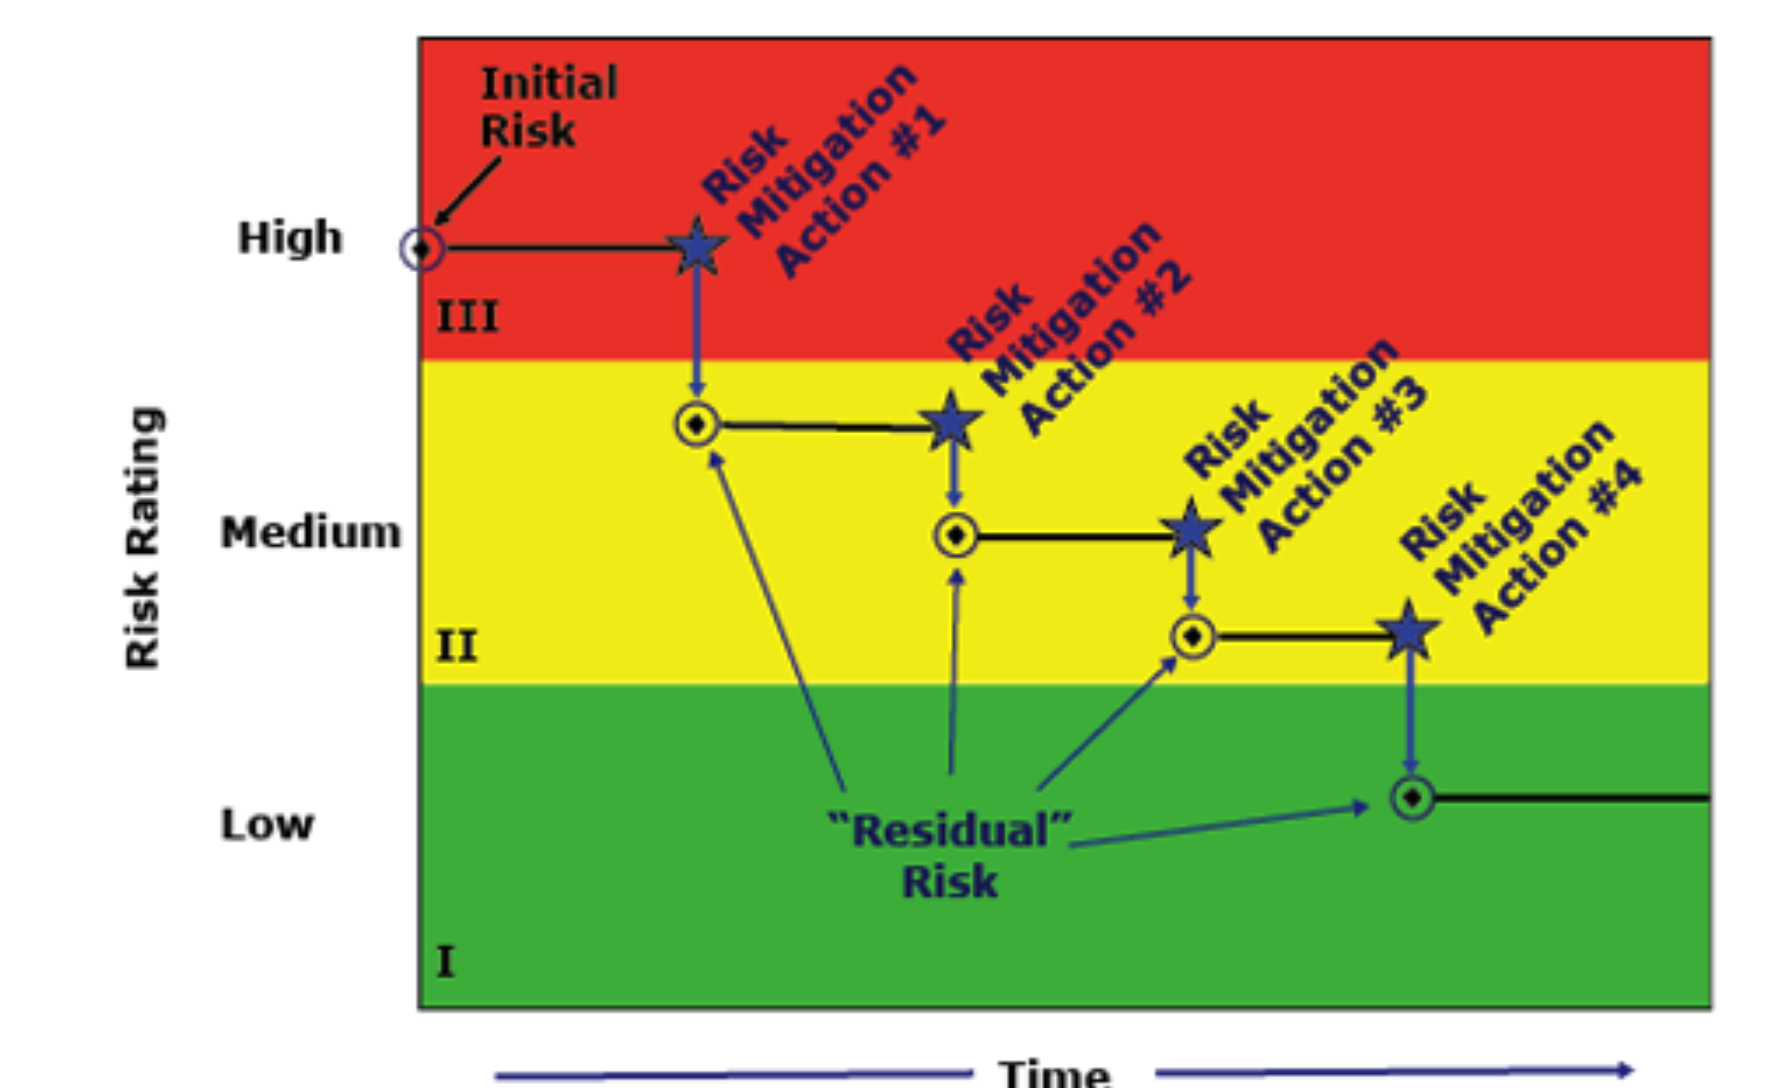 Initial
Risk
Risk
Mitigation
Action #1
High
III
Risk
Mitigation
Action #2
Risk
Mitigation
Action #3
Risk
Mitigation
Action #4
Risk Rating
Medium
II
Low
“Residual”
Risk
I
Time